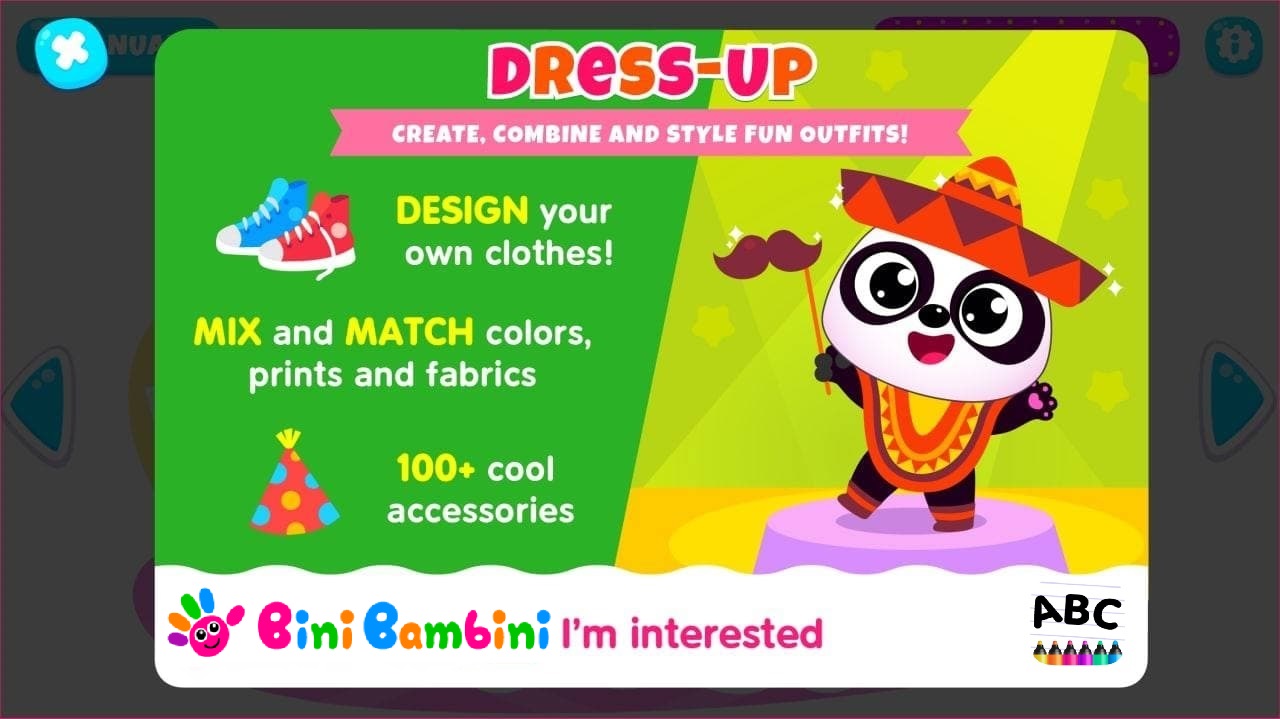 NUA
DRESS-UP
CREATE, COMBINE AND STYLE FUN OUTFITS!
DESIGN your
own clothes!
MIX and MATCH colors,
prints and fabrics
100+ cool
accessories
Bini Bambini I'm interested
ABC